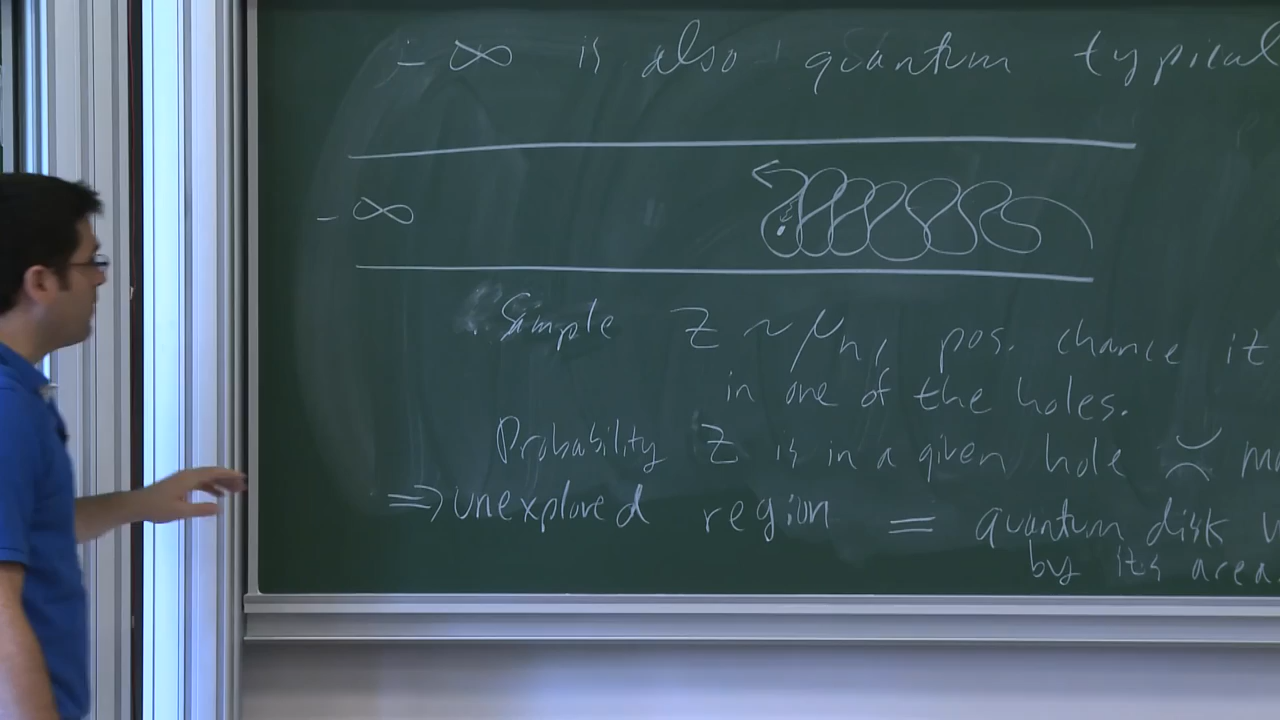 - ∞ is also quantum typical
- ∞
Sample Z ~ μ_n, pos. chance it
in one of the holes.
Probability Z is in a given hole ≍
⇒ unexplored region = quantum disk
by its area